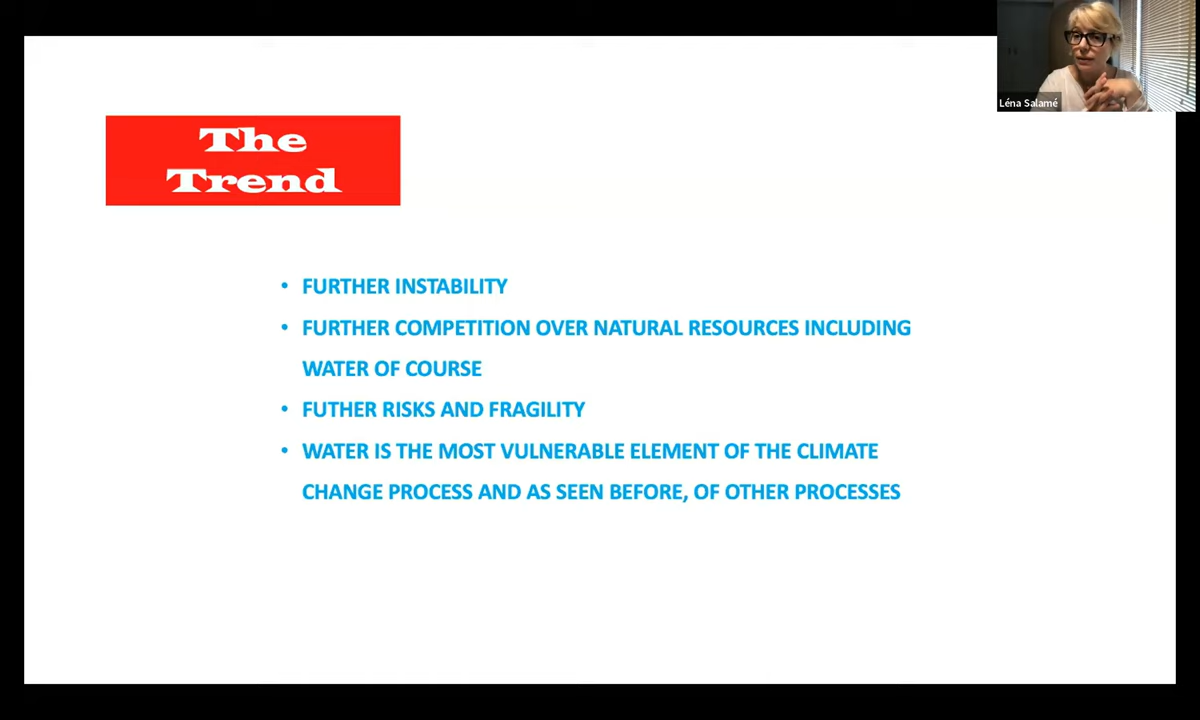 The
Trend
• FURTHER INSTABILITY
• FURTHER COMPETITION OVER NATURAL RESOURCES INCLUDING
WATER OF COURSE
• FUTHER RISKS AND FRAGILITY
• WATER IS THE MOST VULNERABLE ELEMENT OF THE CLIMATE
CHANGE PROCESS AND AS SEEN BEFORE, OF OTHER PROCESSES
Léna Salamé